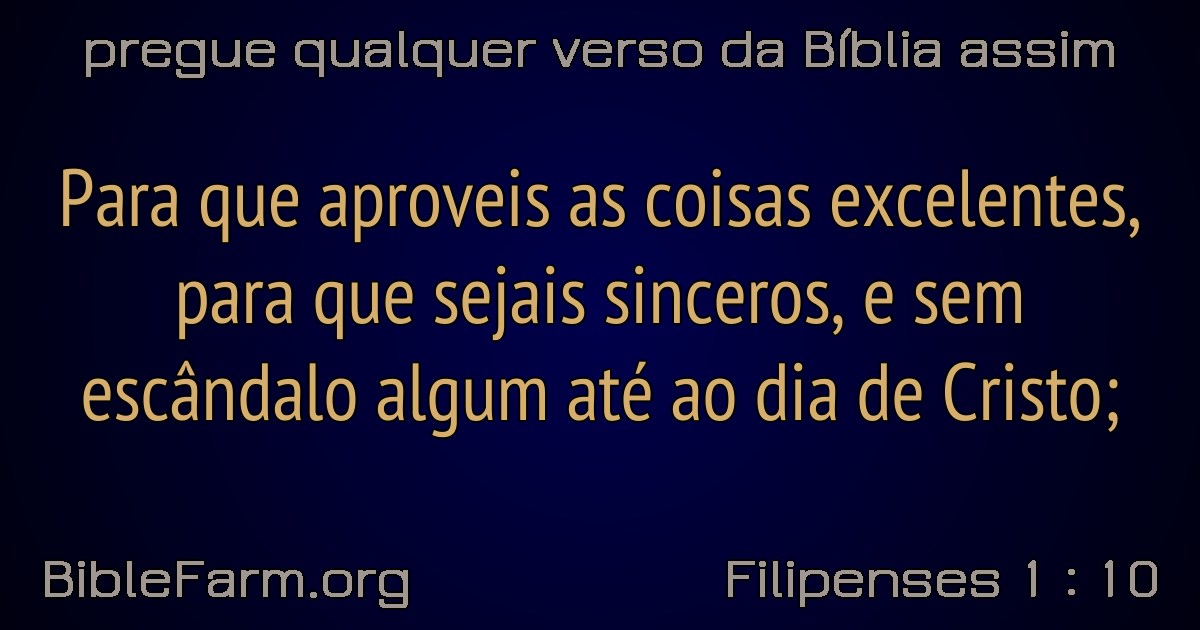 pregue qualquer verso da Bíblia assim
Para que aproveis as coisas excelentes,
para que sejais sinceros, e sem
escândalo algum até ao dia de Cristo;
BibleFarm.org
Filipenses 1 : 10